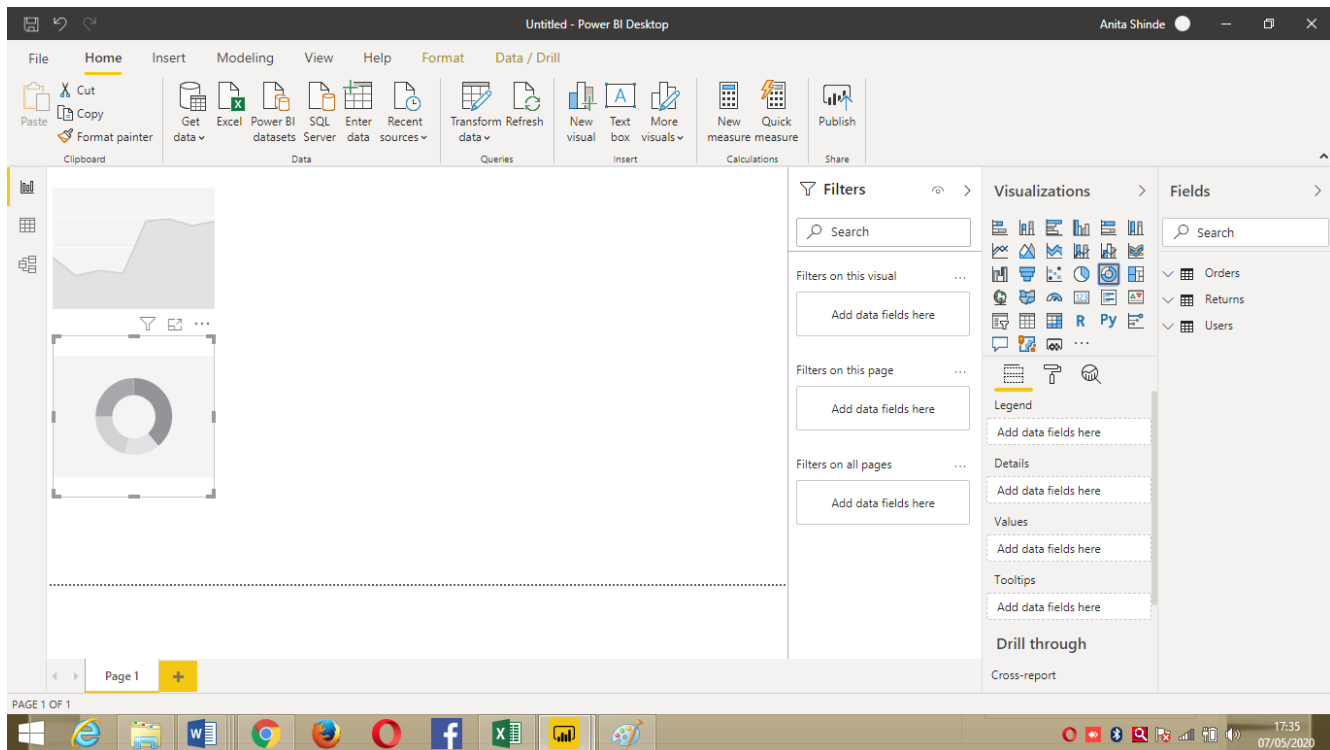 Untitled - Power BI Desktop
Anita Shinde
File Home Insert Modeling View Help Format Data / Drill
Paste
Cut
Copy
Format painter
Clipboard
Get data
Excel
Power BI datasets
SQL Server
Enter data
Recent sources
Data
Transform data
Refresh
Queries
New visual
Text box
More visuals
Insert
New measure
Quick measure
Calculations
Publish
Share
Filters
Search
Filters on this visual ...
Add data fields here
Filters on this page ...
Add data fields here
Filters on all pages ...
Add data fields here
Visualizations
123
R Py
Legend
Add data fields here
Details
Add data fields here
Values
Add data fields here
Tooltips
Add data fields here
Drill through
Cross-report
Fields
Search
Orders
Returns
Users
Page 1
PAGE 1 OF 1
17:35
07/05/2020